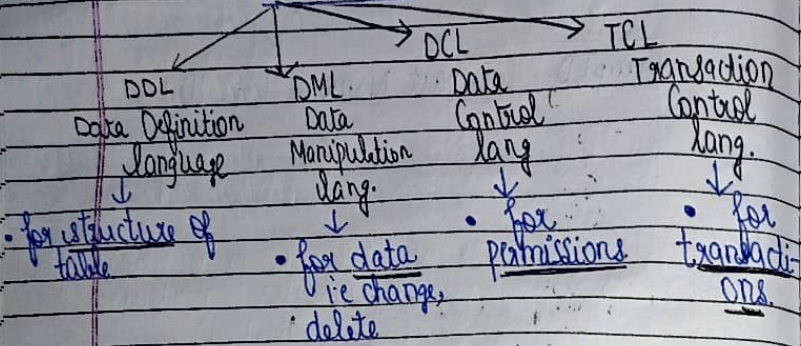 DDL
Data Definition
language
↓
• for structure of
table
DML
Data
Manipulation
lang.
↓
• for data
i.e change,
delete
DCL
Data
Control
lang
↓
• for
permissions
TCL
Transaction
Control
lang.
↓
• for
transacti-
ons.